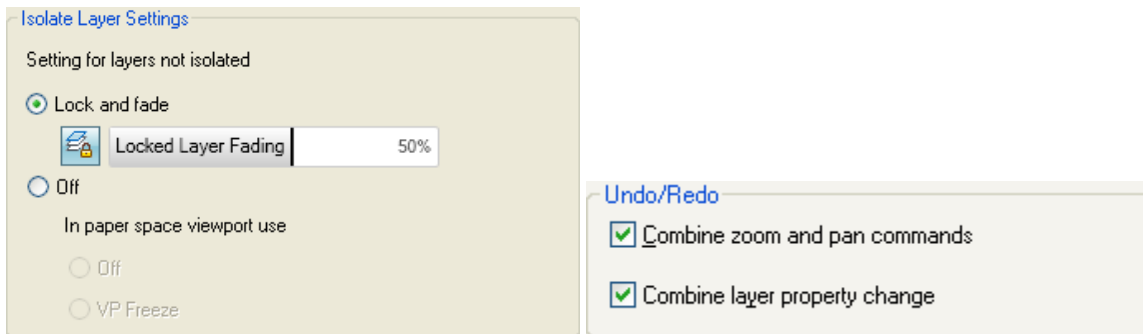 Isolate Layer Settings
Setting for layers not isolated
Lock and fade
Locked Layer Fading 50%
Off
In paper space viewport use
Off
VP Freeze
Undo/Redo
Combine zoom and pan commands
Combine layer property change